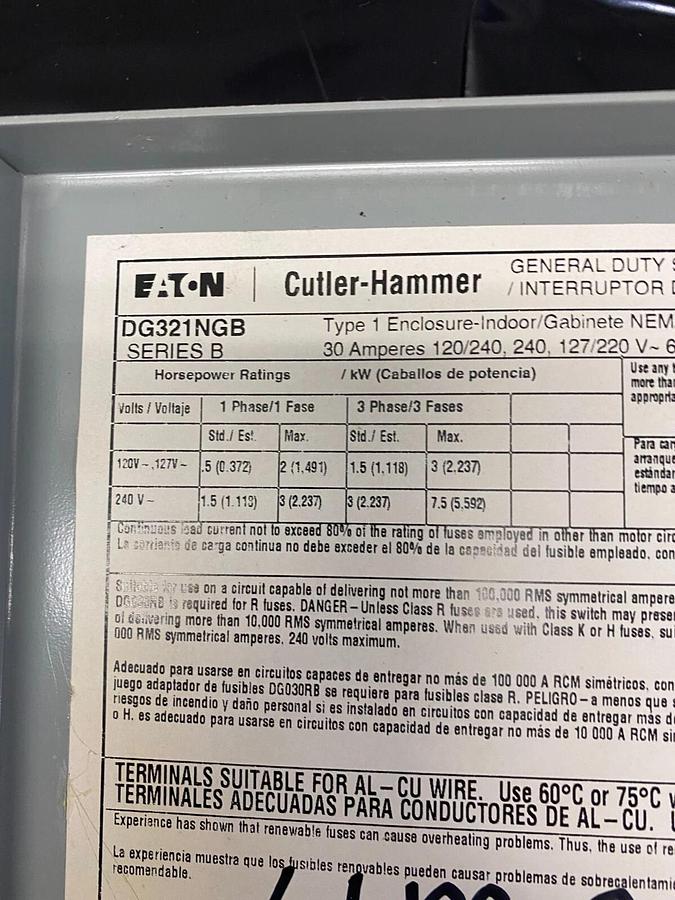 EATON Cutler-Hammer
GENERAL DUTY
/ INTERRUPTOR
DG321NGB
SERIES B
Type 1 Enclosure-Indoor/Gabinete NEM
30 Amperes 120/240, 240, 127/220 V~ 6
Horsepower Ratings / kW (Caballos de potencia)
Volts / Voltaje 1 Phase/1 Fase 3 Phase/3 Fases
Std./ Est. Max. Std./ Est. Max.
120V~,127V~ .5 (0.372) 2 (1,491) 1.5 (1,118) 3 (2.237)
240 V~ 1.5 (1.113) 3 (2.237) 3 (2.237) 7.5 (5,592)
Use any
more than
appropria
Para
arranque
estándar
tiempo a
Continuous load current not to exceed 80% of the rating of fuses employed in other than motor circ
La corriente de carga continua no debe exceder el 80% de la capacidad del fusible empleado, con
Suitable for use on a circuit capable of delivering not more than 100,000 RMS symmetrical ampere
is required for R fuses. DANGER – Unless Class R fuses are used, this switch may presen
of delivering more than 10,000 RMS symmetrical amperes. When used with Class K or H fuses, sui
000 RMS symmetrical amperes, 240 volts maximum.
Adecuado para usarse en circuitos capaces de entregar no más de 100 000 A RCM simétricos, con
juego adaptador de fusibles DG030RB se requiere para fusibles clase R. PELIGRO – a menos que s
riesgos de incendio y daño personal si es instalado en circuitos con capacidad de entregar más d
o H. es adecuado para usarse en circuitos con capacidad de entregar no más de 10 000 A RCM si
TERMINALS SUITABLE FOR AL – CU WIRE. Use 60°C or 75°C
TERMINALES ADECUADAS PARA CONDUCTORES DE AL – CU.
Experience has shown that renewable fuses can cause overheating problems. Thus, the use of re
La experiencia muestra que los fusibles renovables pueden causar problemas de sobrecalentamie
recomendable.